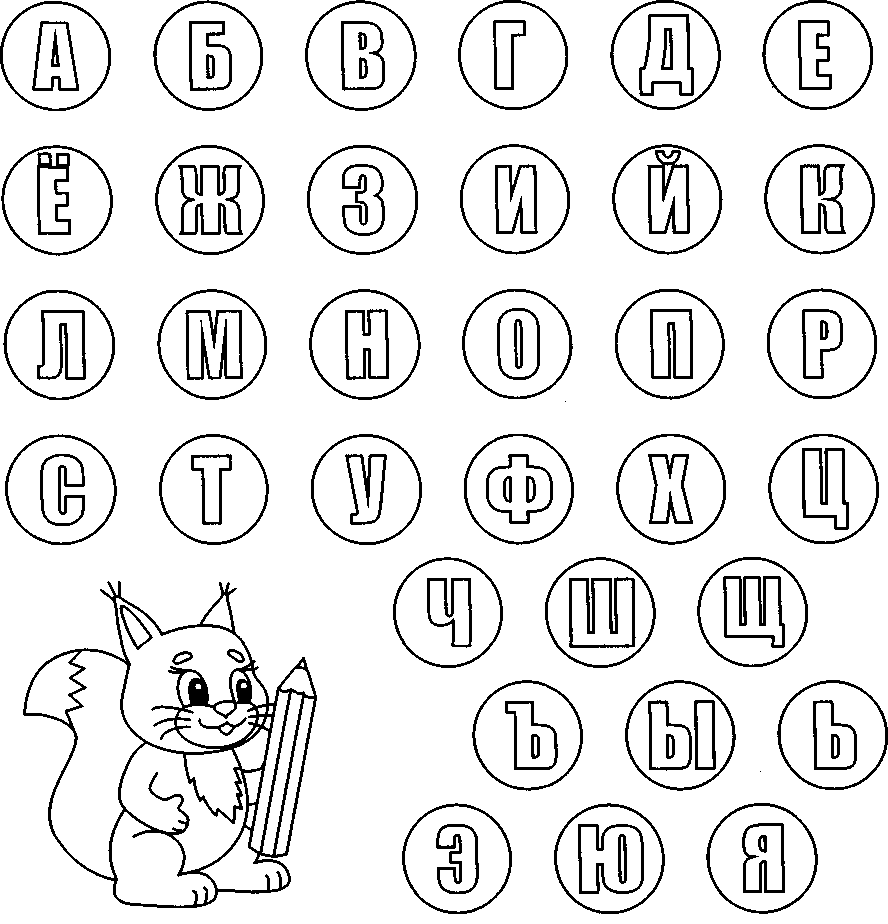 А Б В Г Д Е
Ё Ж З И Й К
Л М Н О П Р
С Т У Ф Х Ц
Ч Ш Щ
Ъ Ы Ь
Э Ю Я